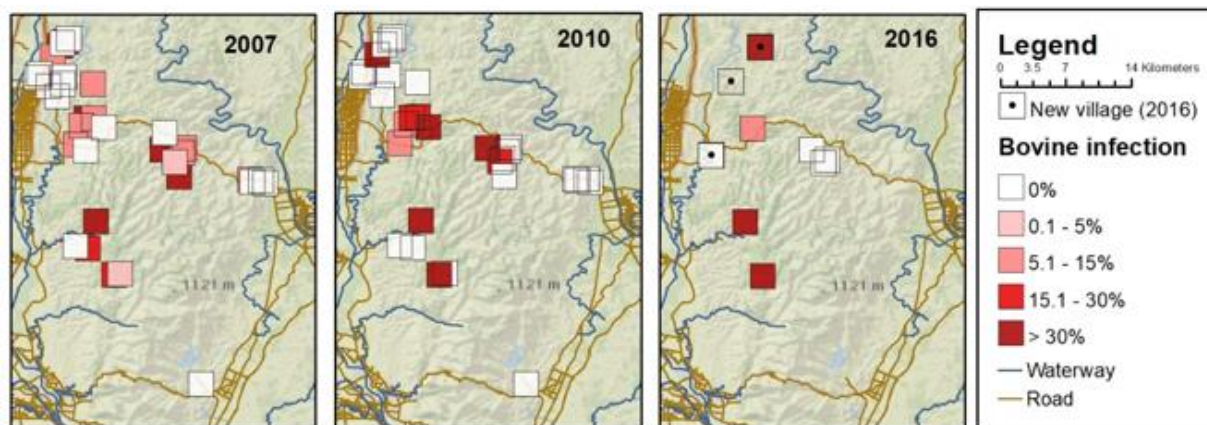 2007
2010
2016
1121 m
1121 m
1121 m
Legend
0 3.5 7 14 Kilometers
New village (2016)
Bovine infection
0%
0.1 - 5%
5.1 - 15%
15.1 - 30%
> 30%
Waterway
Road